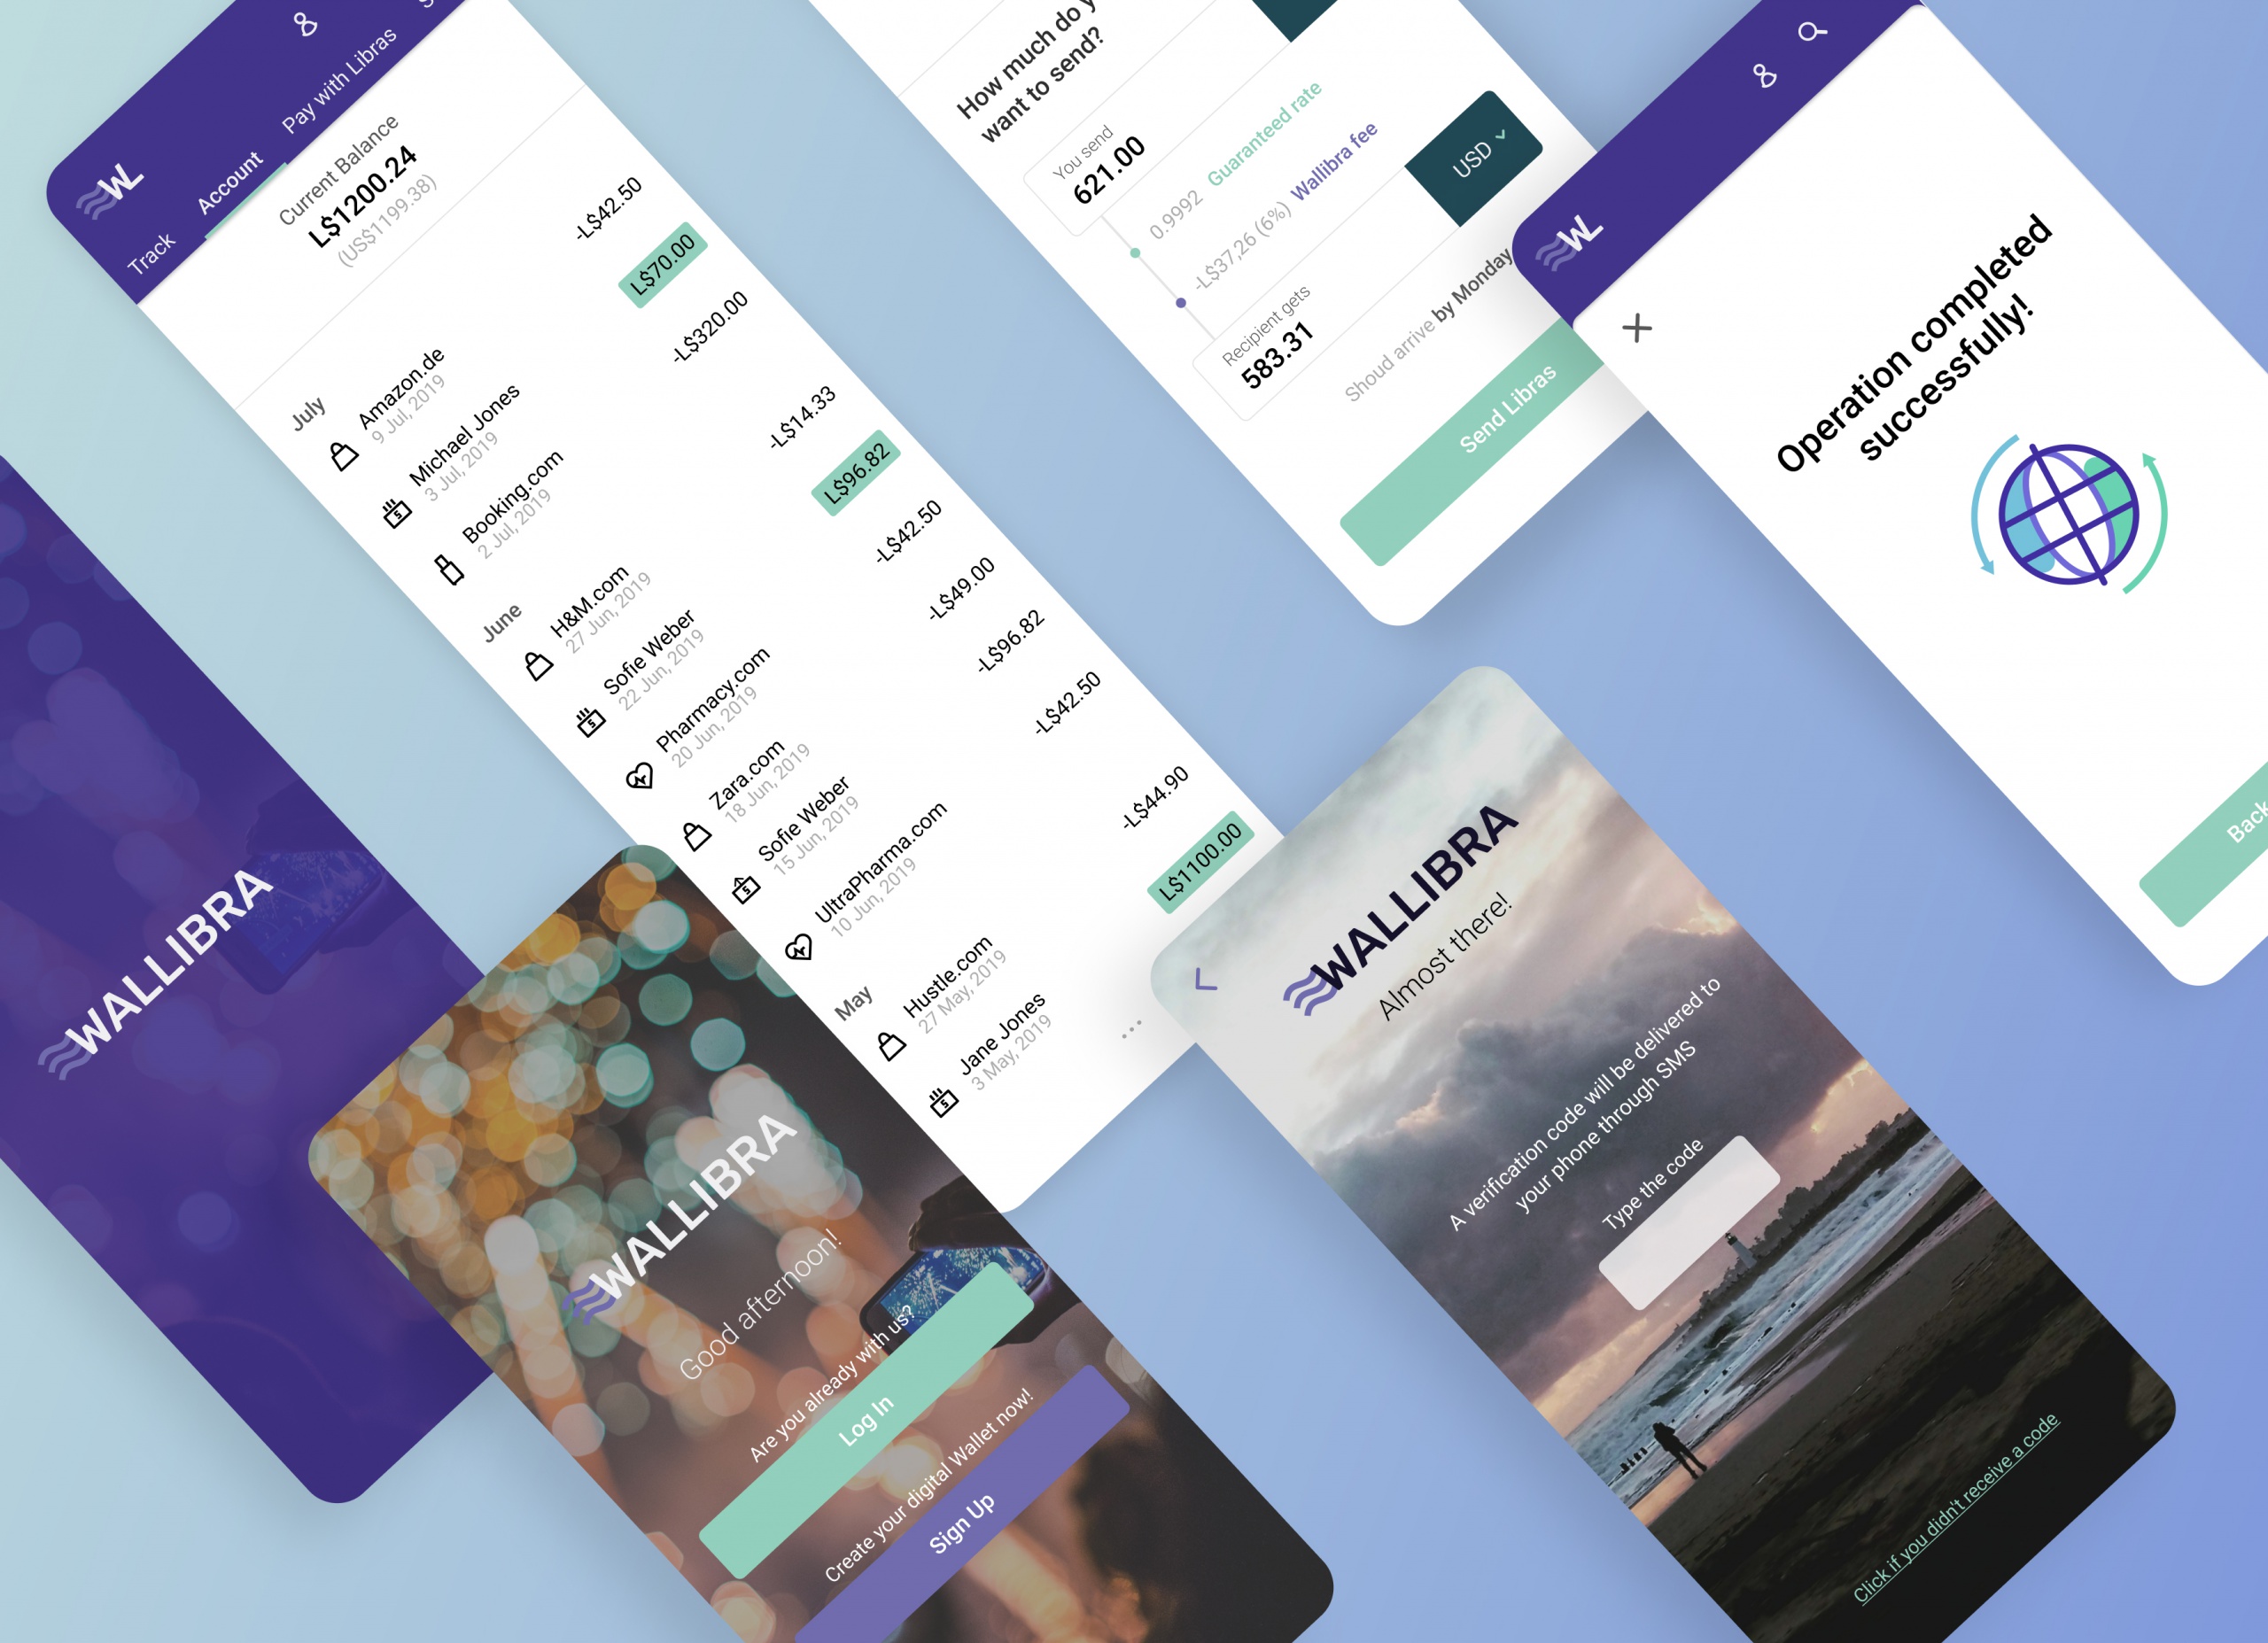 WL
Track
Account
Pay with Libras
Current Balance
L$1200.24
(US$1199.38)
July
Amazon.de
9 Jul, 2019
-L$42.50
Michael Jones
3 Jul, 2019
L$70.00
Booking.com
2 Jul, 2019
-L$320.00
June
H&M.com
27 Jun, 2019
-L$14.33
Sofie Weber
22 Jun, 2019
L$96.82
Pharmacy.com
20 Jun, 2019
-L$42.50
Zara.com
18 Jun, 2019
-L$49.00
Sofie Weber
15 Jun, 2019
-L$96.82
UltraPharma.com
10 Jun, 2019
-L$42.50
May
Hustle.com
27 May, 2019
-L$44.90
Jane Jones
3 May, 2019
L$1100.00
How much do
want to send?
You send
621.00
0.9992 Guaranteed rate
-L$37,26 (6%) Wallibra fee
USD
Recipient gets
583.31
Shoud arrive by Monday
Send Libras
WL
Operation completed
successfully!
Back
WALLIBRA
WALLIBRA
Good afternoon!
Are you already with us?
Log In
Create your digital Wallet now!
Sign Up
WALLIBRA
Almost there!
A verification code will be delivered to
your phone through SMS
Type the code
Click if you didn't receive a code